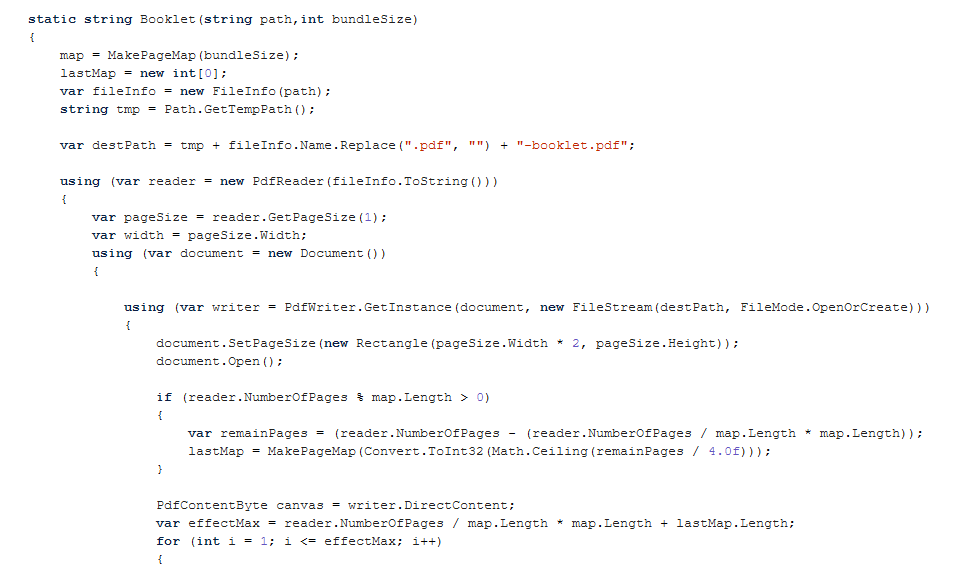 static string Booklet(string path,int bundleSize)
{
    map = MakePageMap(bundleSize);
    lastMap = new int[0];
    var fileInfo = new FileInfo(path);
    string tmp = Path.GetTempPath();

    var destPath = tmp + fileInfo.Name.Replace(".pdf", "") + "-booklet.pdf";

    using (var reader = new PdfReader(fileInfo.ToString()))
    {
        var pageSize = reader.GetPageSize(1);
        var width = pageSize.Width;
        using (var document = new Document())
        {

            using (var writer = PdfWriter.GetInstance(document, new FileStream(destPath, FileMode.OpenOrCreate)))
            {
                document.SetPageSize(new Rectangle(pageSize.Width * 2, pageSize.Height));
                document.Open();

                if (reader.NumberOfPages % map.Length > 0)
                {
                    var remainPages = (reader.NumberOfPages - (reader.NumberOfPages / map.Length * map.Length));
                    lastMap = MakePageMap(Convert.ToInt32(Math.Ceiling(remainPages / 4.0f)));
                }

                PdfContentByte canvas = writer.DirectContent;
                var effectMax = reader.NumberOfPages / map.Length * map.Length + lastMap.Length;
                for (int i = 1; i <= effectMax; i++)
                {